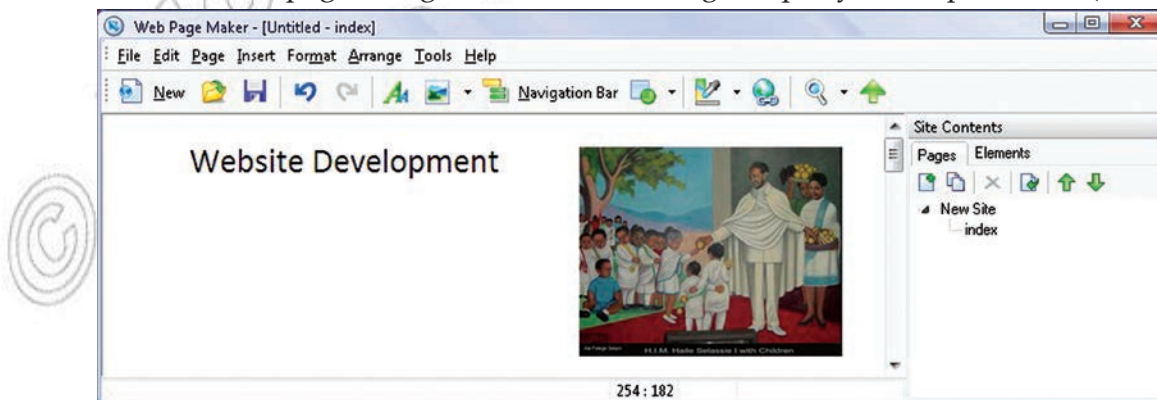 Web Page Maker - [Untitled - index]
File Edit Page Insert Format Arrange Tools Help
New Navigation Bar
Website Development
H.I.M. Haile Selassie I with Children
254 : 182
Site Contents
Pages Elements
New Site
index